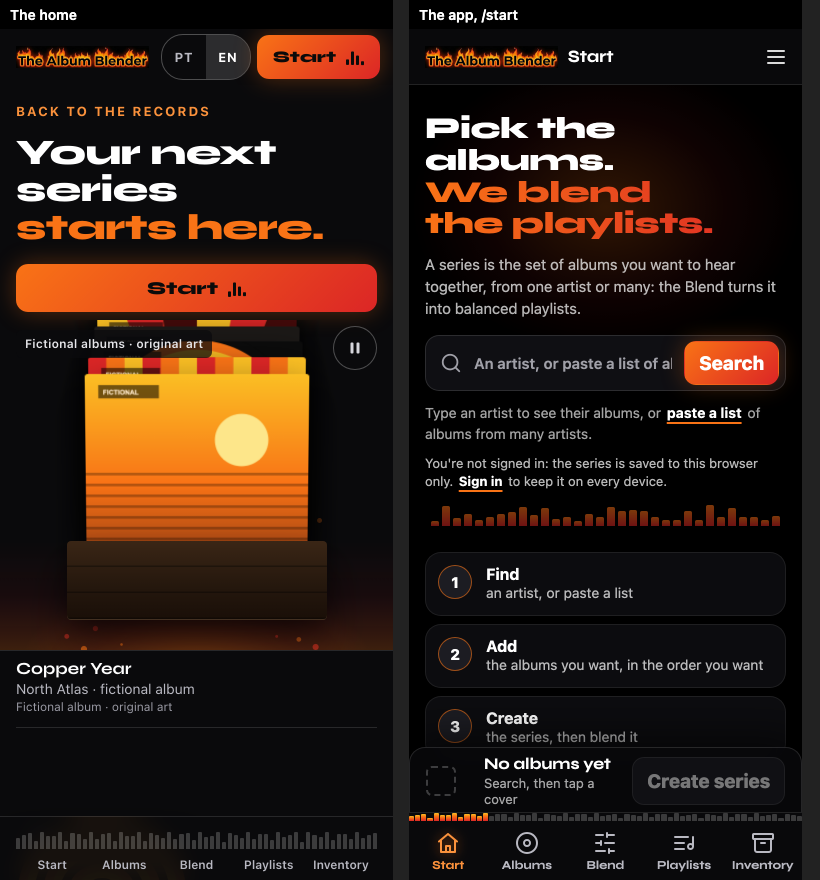 The home
The Album Blender
PT
EN
Start
BACK TO THE RECORDS
Your next
series
starts here.
Start
Fictional albums · original art
FICTIONAL
Copper Year
North Atlas · fictional album
Fictional album · original art
Start
Albums
Blend
Playlists
Inventory
The app, /start
The Album Blender
Start
Pick the
albums.
We blend
the playlists.
A series is the set of albums you want to hear
together, from one artist or many: the Blend turns it
into balanced playlists.
An artist, or paste a list of al
Search
Type an artist to see their albums, or paste a list of
albums from many artists.
You're not signed in: the series is saved to this browser
only. Sign in to keep it on every device.
1
Find
an artist, or paste a list
2
Add
the albums you want, in the order you want
3
Create
the series, then blend it
No albums yet
Search, then tap a
cover
Create series
Start
Albums
Blend
Playlists
Inventory